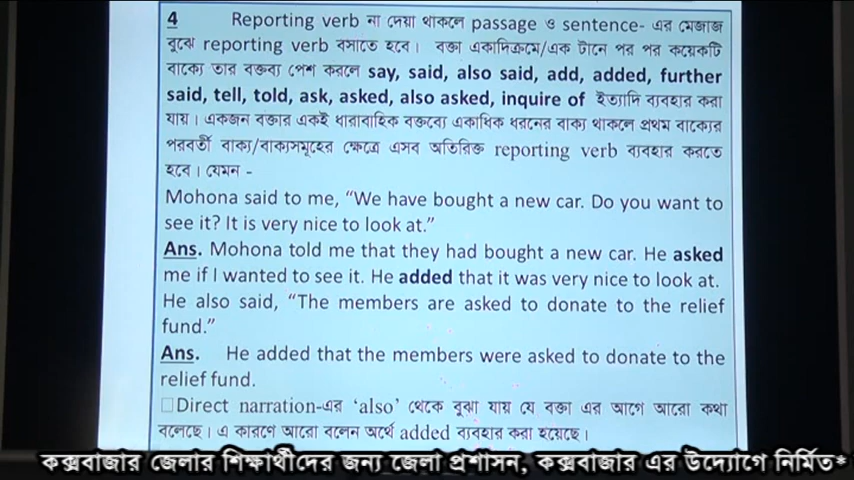 4 Reporting verb না দেয়া থাকলে passage ও sentence- এর মেজাজ
বুঝে reporting verb বসাতে হবে। বক্তা একাদিক্রমে/এক টানে পর পর কয়েকটি
বাক্যে তার বক্তব্য পেশ করলে say, said, also said, add, added, further
said, tell, told, ask, asked, also asked, inquire of ইত্যাদি ব্যবহার করা
যায়। একজন বক্তার একই ধারাবাহিক বক্তব্যে একাধিক ধরনের বাক্য থাকলে প্রথম বাক্যের
পরবর্তী বাক্য/বাক্যসমূহের ক্ষেত্রে এসব অতিরিক্ত reporting verb ব্যবহার করতে
হবে। যেমন -
Mohona said to me, “We have bought a new car. Do you want to
see it? It is very nice to look at.”
Ans. Mohona told me that they had bought a new car. He asked
me if I wanted to see it. He added that it was very nice to look at.
He also said, “The members are asked to donate to the relief
fund.”
Ans. He added that the members were asked to donate to the
relief fund.
□Direct narration-এর ‘also’ থেকে বুঝা যায় যে বক্তা এর আগে আরো কথা
বলেছে। এ কারণে আরো বলেন অর্থে added ব্যবহার করা হয়েছে।
কক্সবাজার জেলার শিক্ষার্থীদের জন্য জেলা প্রশাসন, কক্সবাজার এর উদ্যোগে নির্মিত*